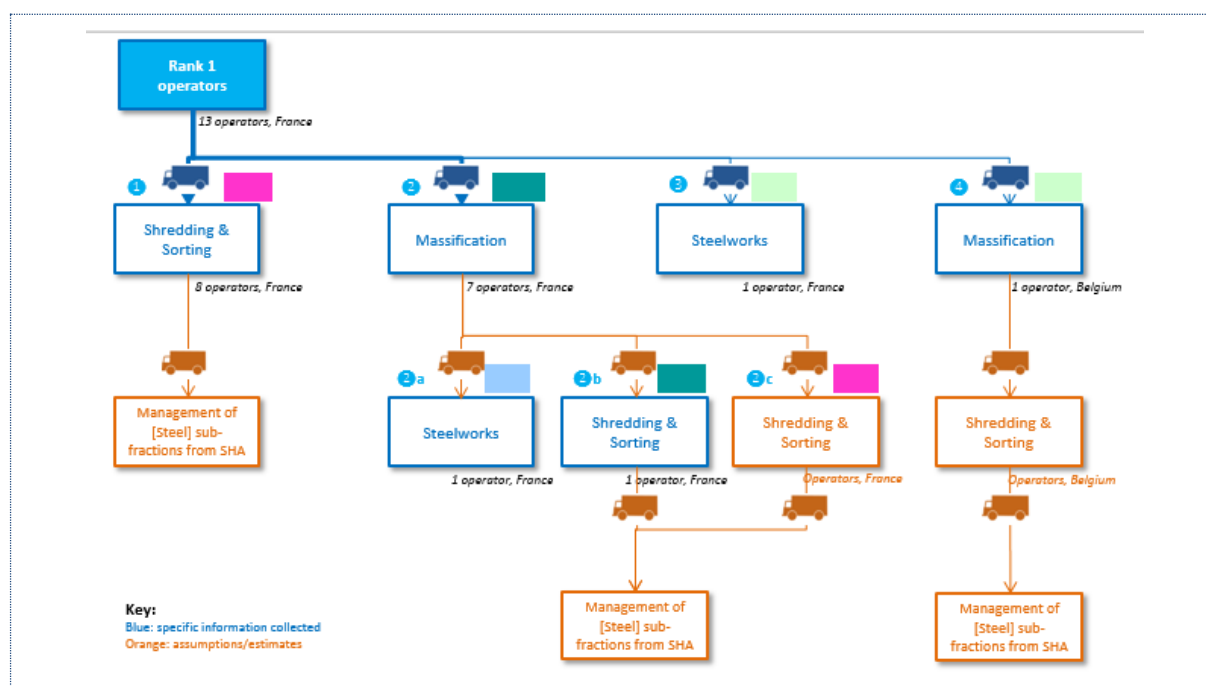 Rank 1
operators
13 operators, France
1
2
3
4
Shredding &
Sorting
Massification
Steelworks
Massification
8 operators, France
7 operators, France
1 operator, France
1 operator, Belgium
2a
2b
2c
Management of
[Steel] sub-
fractions from SHA
Steelworks
Shredding &
Sorting
Shredding &
Sorting
Shredding &
Sorting
1 operator, France
1 operator, France
Operators, France
Operators, Belgium
Management of
[Steel] sub-
fractions from SHA
Management of
[Steel] sub-
fractions from SHA
Key:
Blue: specific information collected
Orange: assumptions/estimates